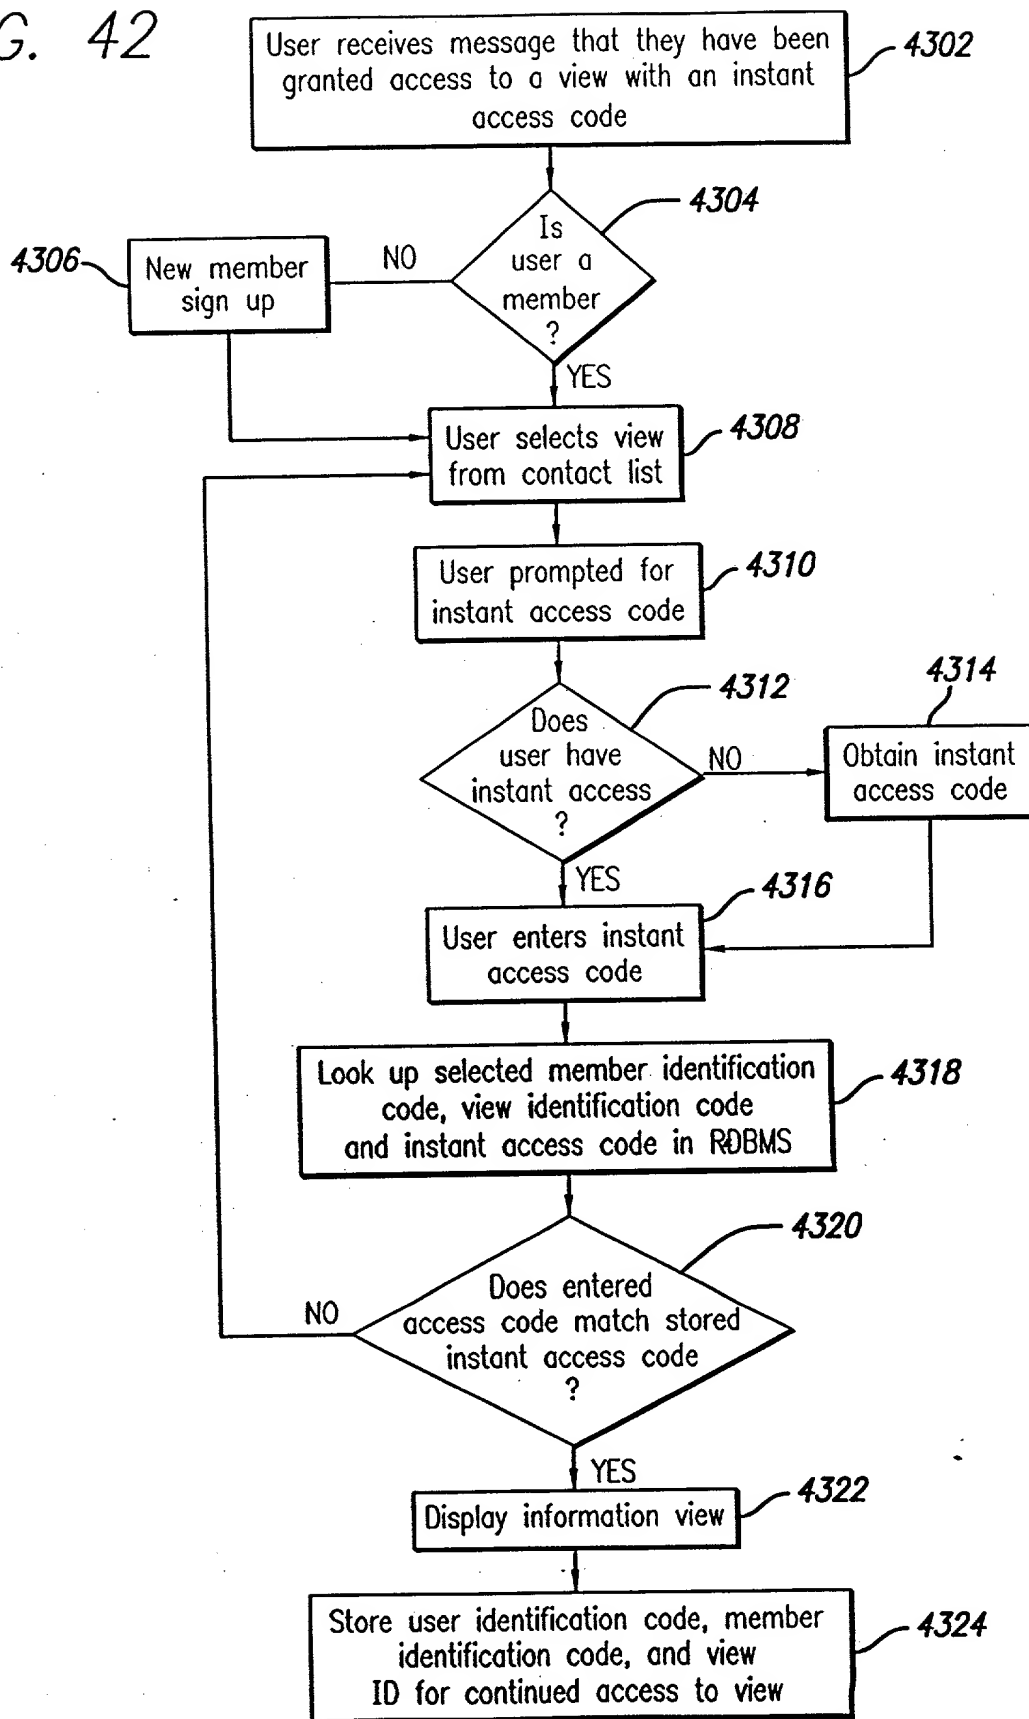 G. 42
User receives message that they have been
granted access to a view with an instant
access code
4302
4304
Is
user a
member
?
NO
4306
New member
sign up
YES
User selects view
from contact list
4308
User prompted for
instant access code
4310
4312
Does
user have
instant access
?
NO
4314
Obtain instant
access code
YES
4316
User enters instant
access code
Look up selected member identification
code, view identification code
and instant access code in RDBMS
4318
4320
Does entered
access code match stored
instant access code
?
NO
YES
Display information view
4322
Store user identification code, member
identification code, and view
ID for continued access to view
4324